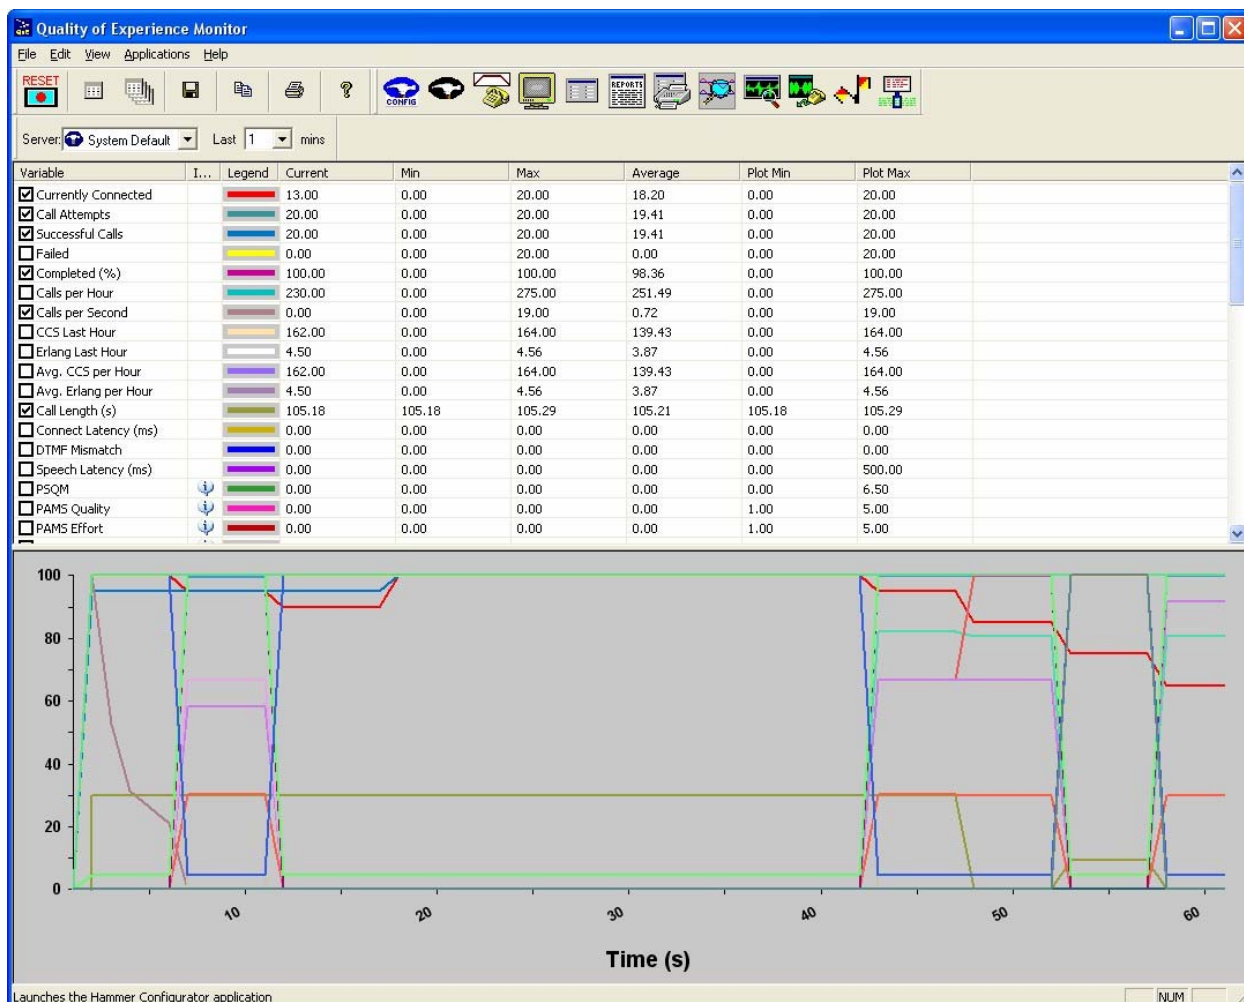 Quality of Experience Monitor
File Edit View Applications Help
RESET
CONFIG
REPORTS
Server: System Default Last 1 mins
Variable I... Legend Current Min Max Average Plot Min Plot Max
Currently Connected 13.00 0.00 20.00 18.20 0.00 20.00
Call Attempts 20.00 0.00 20.00 19.41 0.00 20.00
Successful Calls 20.00 0.00 20.00 19.41 0.00 20.00
Failed 0.00 0.00 20.00 0.00 0.00 20.00
Completed (%) 100.00 0.00 100.00 98.36 0.00 100.00
Calls per Hour 230.00 0.00 275.00 251.49 0.00 275.00
Calls per Second 0.00 0.00 19.00 0.72 0.00 19.00
CCS Last Hour 162.00 0.00 164.00 139.43 0.00 164.00
Erlang Last Hour 4.50 0.00 4.56 3.87 0.00 4.56
Avg. CCS per Hour 162.00 0.00 164.00 139.43 0.00 164.00
Avg. Erlang per Hour 4.50 0.00 4.56 3.87 0.00 4.56
Call Length (s) 105.18 105.18 105.29 105.21 105.18 105.29
Connect Latency (ms) 0.00 0.00 0.00 0.00 0.00 0.00
DTMF Mismatch 0.00 0.00 0.00 0.00 0.00 0.00
Speech Latency (ms) 0.00 0.00 0.00 0.00 0.00 500.00
PSQM 0.00 0.00 0.00 0.00 0.00 6.50
PAMS Quality 0.00 0.00 0.00 0.00 1.00 5.00
PAMS Effort 0.00 0.00 0.00 0.00 1.00 5.00
100
80
60
40
20
0
10 20 30 40 50 60
Time (s)
Launches the Hammer Configurator application NUM